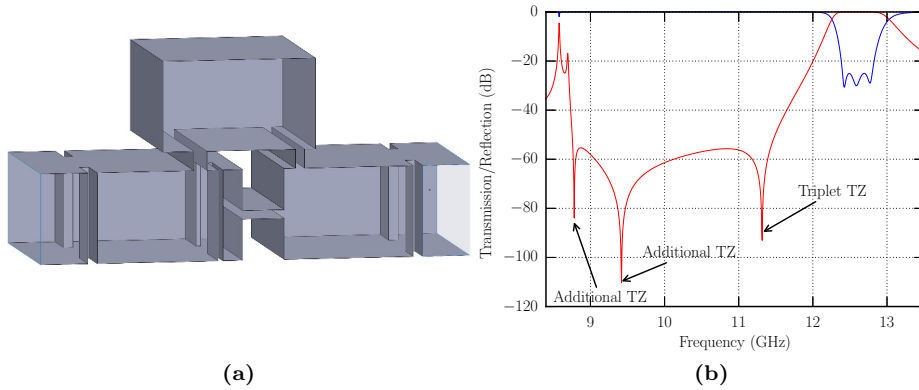 0
−20
−40
−60
−80
−100
−120
Transmission/Reflection (dB)
Triplet TZ
Additional TZ
Additional TZ
9
10
11
12
13
Frequency (GHz)
(a)
(b)